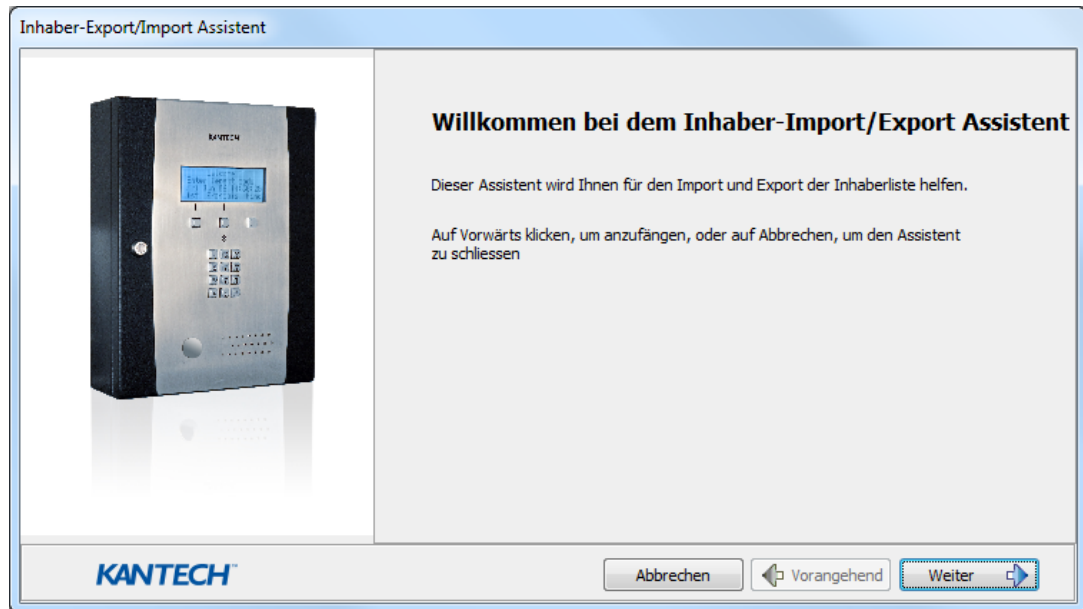 Inhaber-Export/Import Assistent
KANTECH
Willkommen bei dem Inhaber-Import/Export Assistent
Dieser Assistent wird Ihnen für den Import und Export der Inhaberliste helfen.
Auf Vorwärts klicken, um anzufängen, oder auf Abbrechen, um den Assistent
zu schliessen
KANTECH
Abbrechen
Vorangehend
Weiter